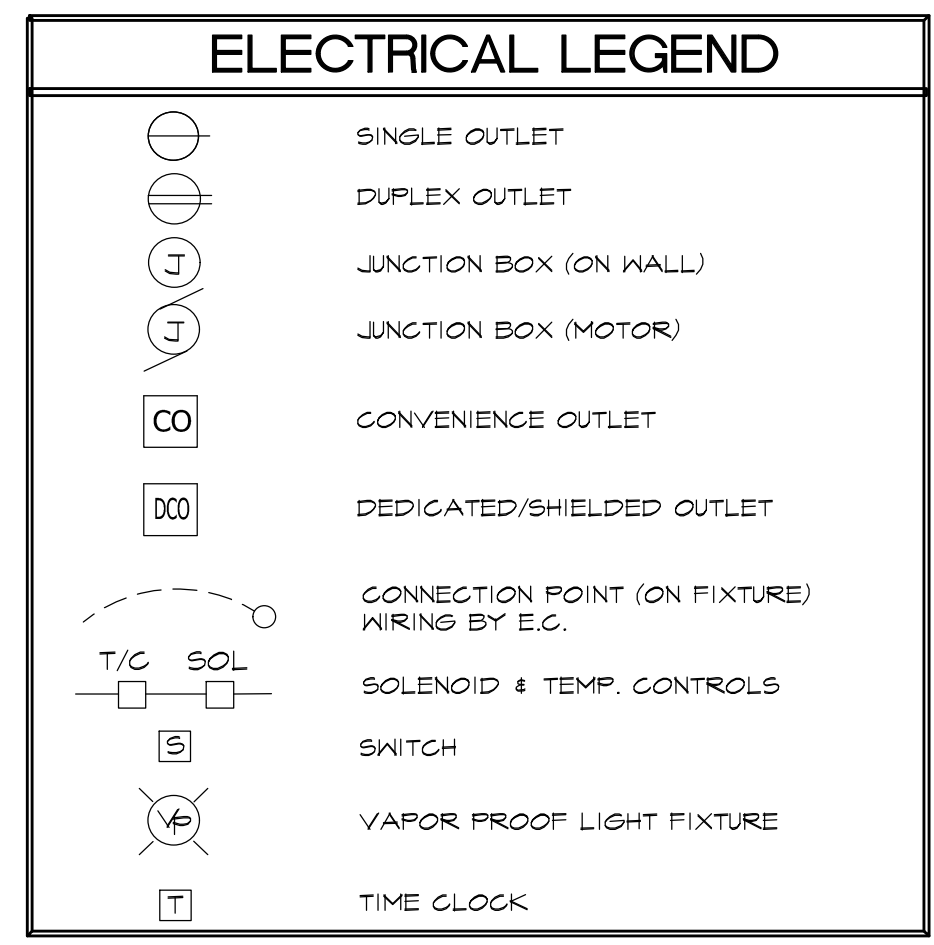 ELECTRICAL LEGEND
SINGLE OUTLET
DUPLEX OUTLET
J JUNCTION BOX (ON WALL)
J JUNCTION BOX (MOTOR)
CO CONVENIENCE OUTLET
DCO DEDICATED/SHIELDED OUTLET
CONNECTION POINT (ON FIXTURE)
WIRING BY E.C.
T/C SOL
SOLENOID & TEMP. CONTROLS
S SWITCH
VP VAPOR PROOF LIGHT FIXTURE
T TIME CLOCK